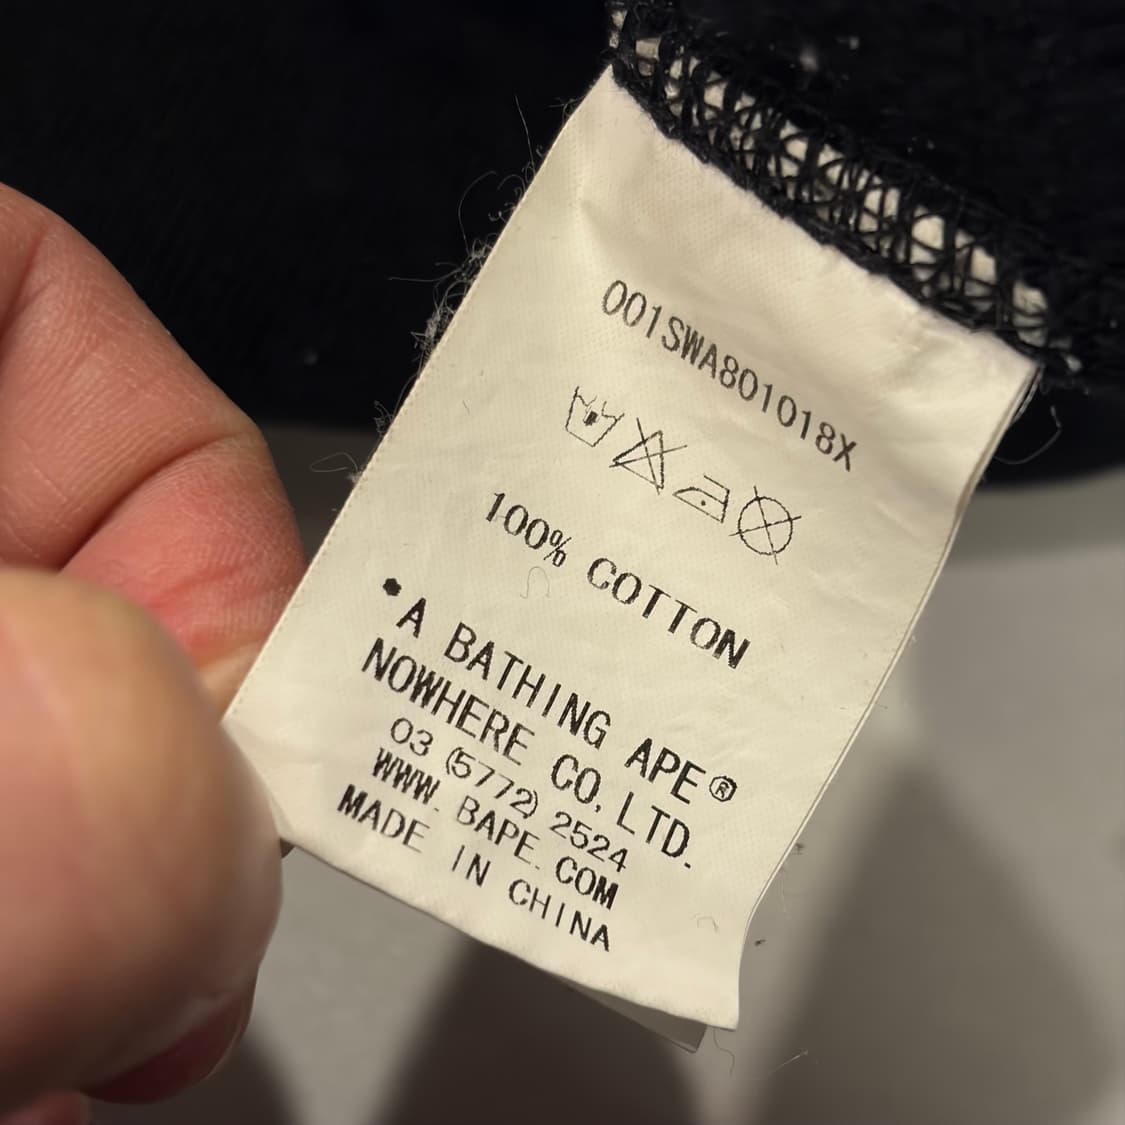 001SWA801018X
100% COTTON
•A BATHING APE®
NOWHERE CO, LTD.
03 (5772) 2524
WWW. BAPE. COM
MADE IN CHINA